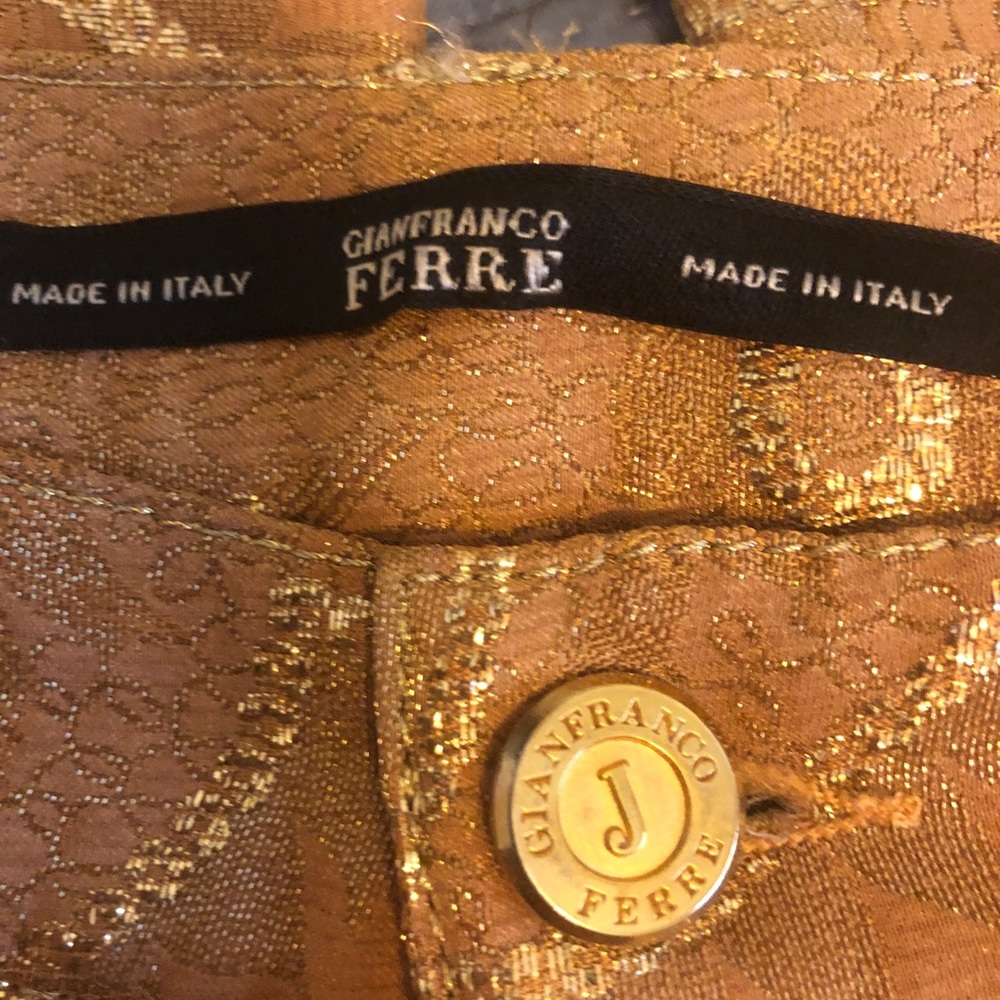 MADE IN ITALY
GIANFRANCO
FERRE
MADE IN ITALY
GIANFRANCO
J
FERRE